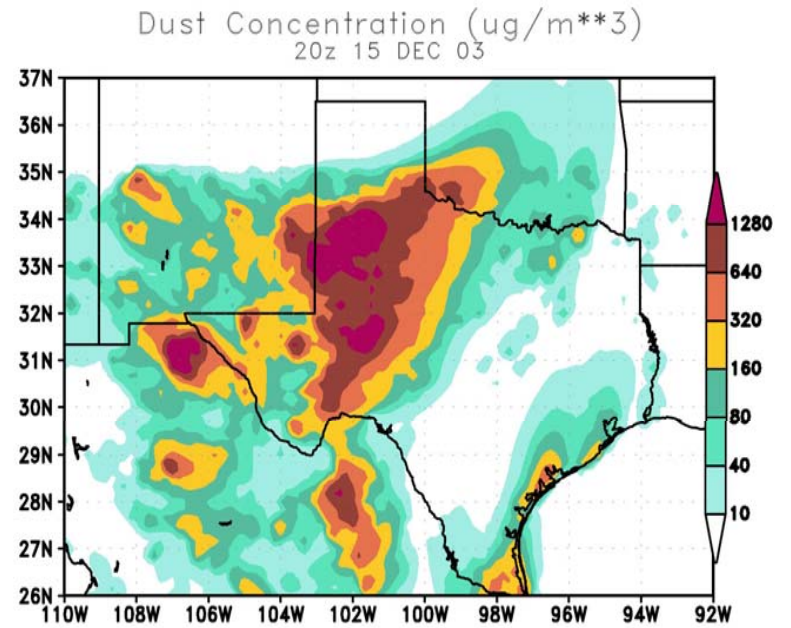 Dust Concentration (ug/m**3)
20z 15 DEC 03
37N
36N
35N
34N
33N
32N
31N
30N
29N
28N
27N
26N
110W 108W 106W 104W 102W 100W 98W 96W 94W 92W
1280
640
320
160
80
40
10